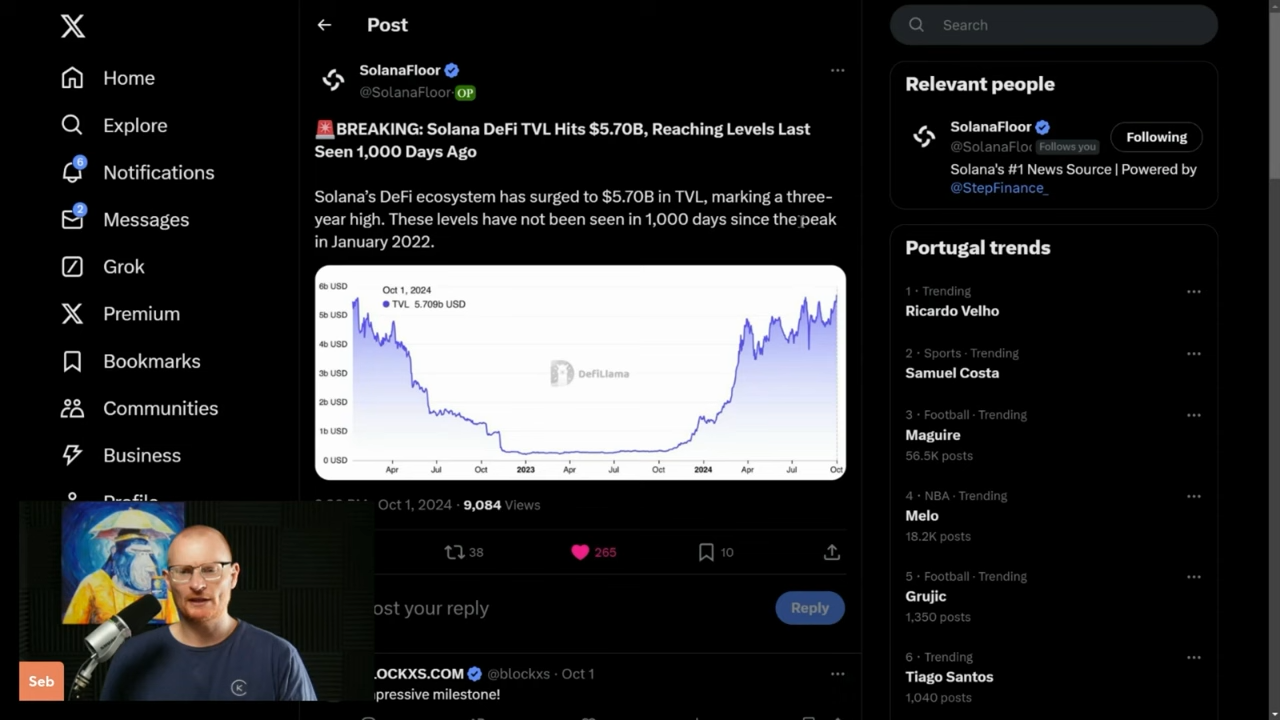 Home
Explore
6
Notifications
2
Messages
Grok
Premium
Bookmarks
Communities
Business
Seb
Post
SolanaFloor
@SolanaFloor· OP
BREAKING: Solana DeFi TVL Hits $5.70B, Reaching Levels Last
Seen 1,000 Days Ago
Solana's DeFi ecosystem has surged to $5.70B in TVL, marking a three-
year high. These levels have not been seen in 1,000 days since the peak
in January 2022.
Oct 1, 2024
TVL 5.709b USD
6b USD
5b USD
4b USD
3b USD
2b USD
1b USD
0 USD
DefiLlama
Apr Jul Oct 2023 Apr Jul Oct 2024 Apr Jul Oct
Oct 1, 2024 · 9,084 Views
38 265 10
ost your reply
Reply
LOCKXS.COM @blockxs · Oct 1
pressive milestone!
Search
Relevant people
SolanaFloor
@SolanaFlo Follows you
Following
Solana's #1 News Source | Powered by
@StepFinance_
Portugal trends
1 · Trending
Ricardo Velho
2 · Sports · Trending
Samuel Costa
3 · Football · Trending
Maguire
56.5K posts
4 · NBA · Trending
Melo
18.2K posts
5 · Football · Trending
Grujic
1,350 posts
6 · Trending
Tiago Santos
1,040 posts